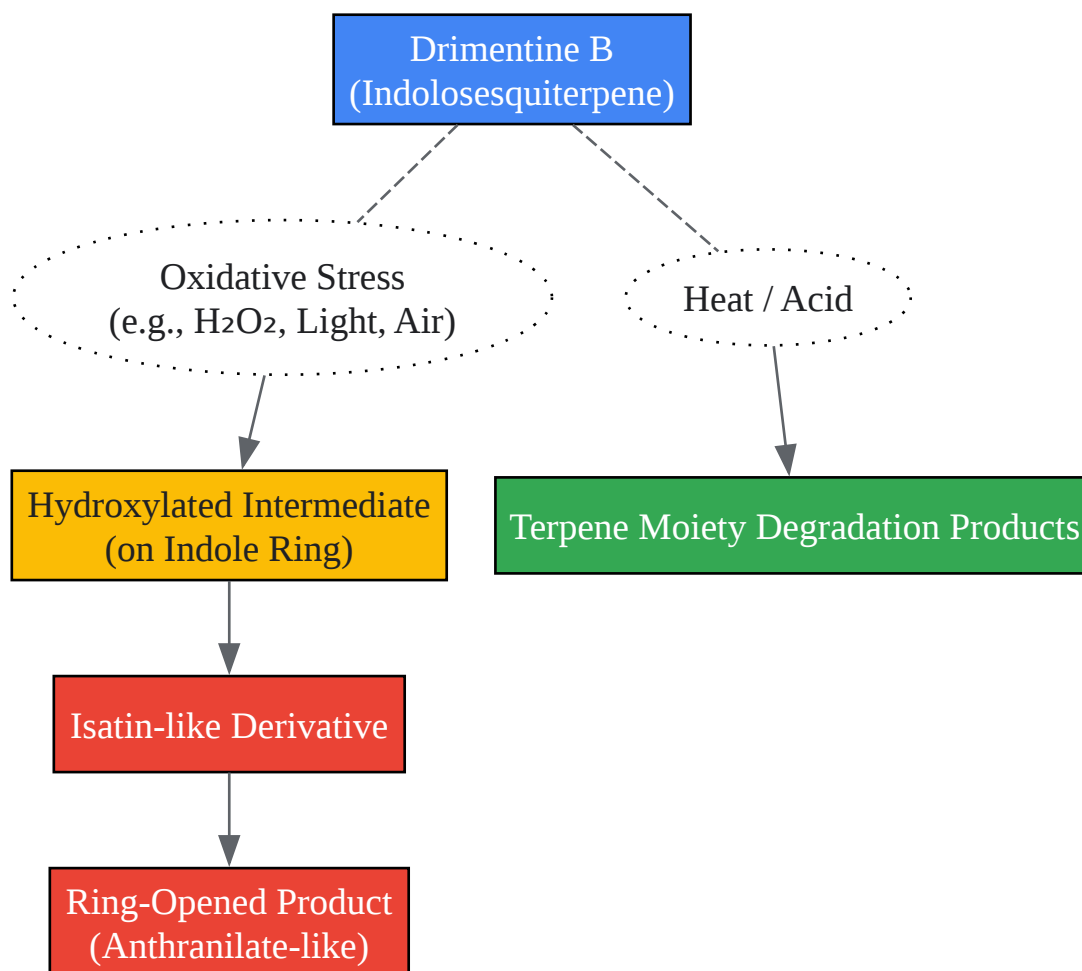 Drimentine B
(Indolosesquiterpene)
Oxidative Stress
(e.g., H₂O₂, Light, Air)
Heat / Acid
Hydroxylated Intermediate
(on Indole Ring)
Terpene Moiety Degradation Products
Isatin-like Derivative
Ring-Opened Product
(Anthranilate-like)